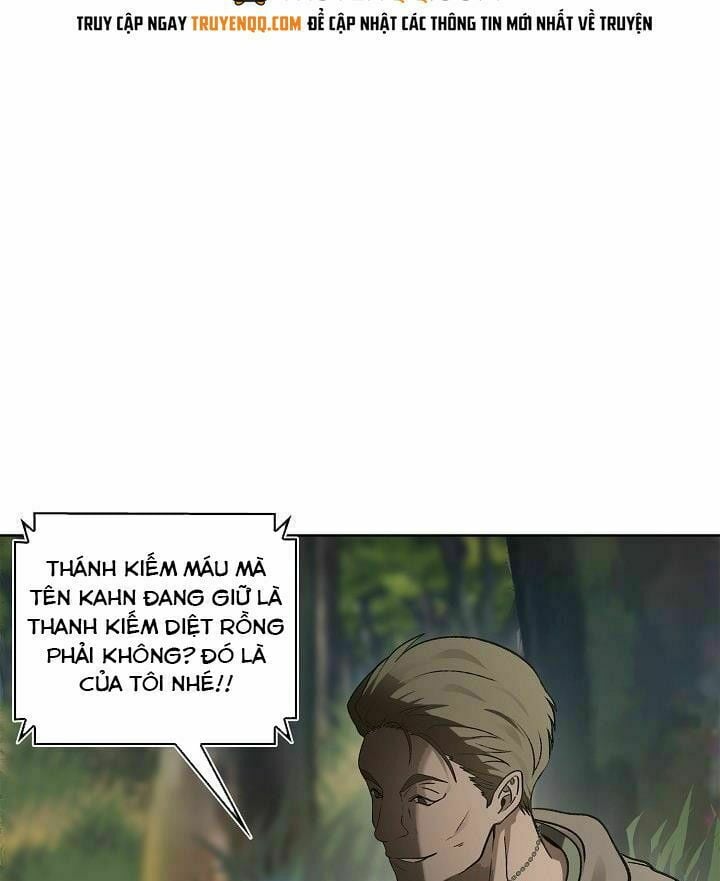 TRUY CẬP NGAY TRUYENQQ.COM ĐỂ CẬP NHẬT CÁC THÔNG TIN MỚI NHẤT VỀ TRUYỆN
THÁNH KIẾM MÁU MÀ
TÊN KAHN ĐANG GIỮ LÀ
THANH KIẾM DIỆT RỒNG
PHẢI KHÔNG? ĐÓ LÀ
CỦA TÔI NHÉ!!